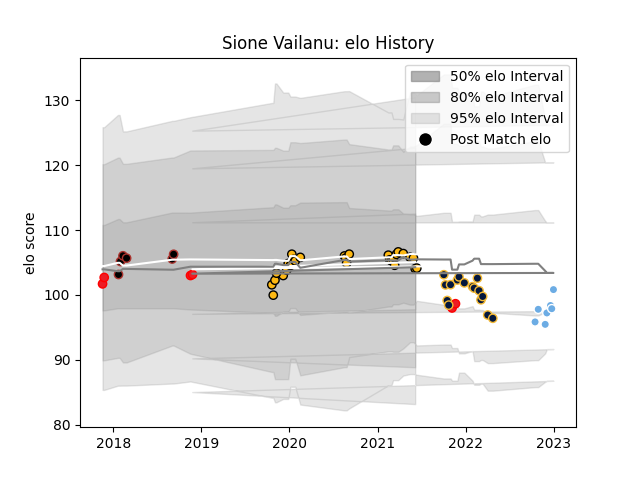 Sione Vailanu: elo History
50% elo Interval
80% elo Interval
95% elo Interval
Post Match elo
elo score
130
120
110
100
90
80
2018 2019 2020 2021 2022 2023